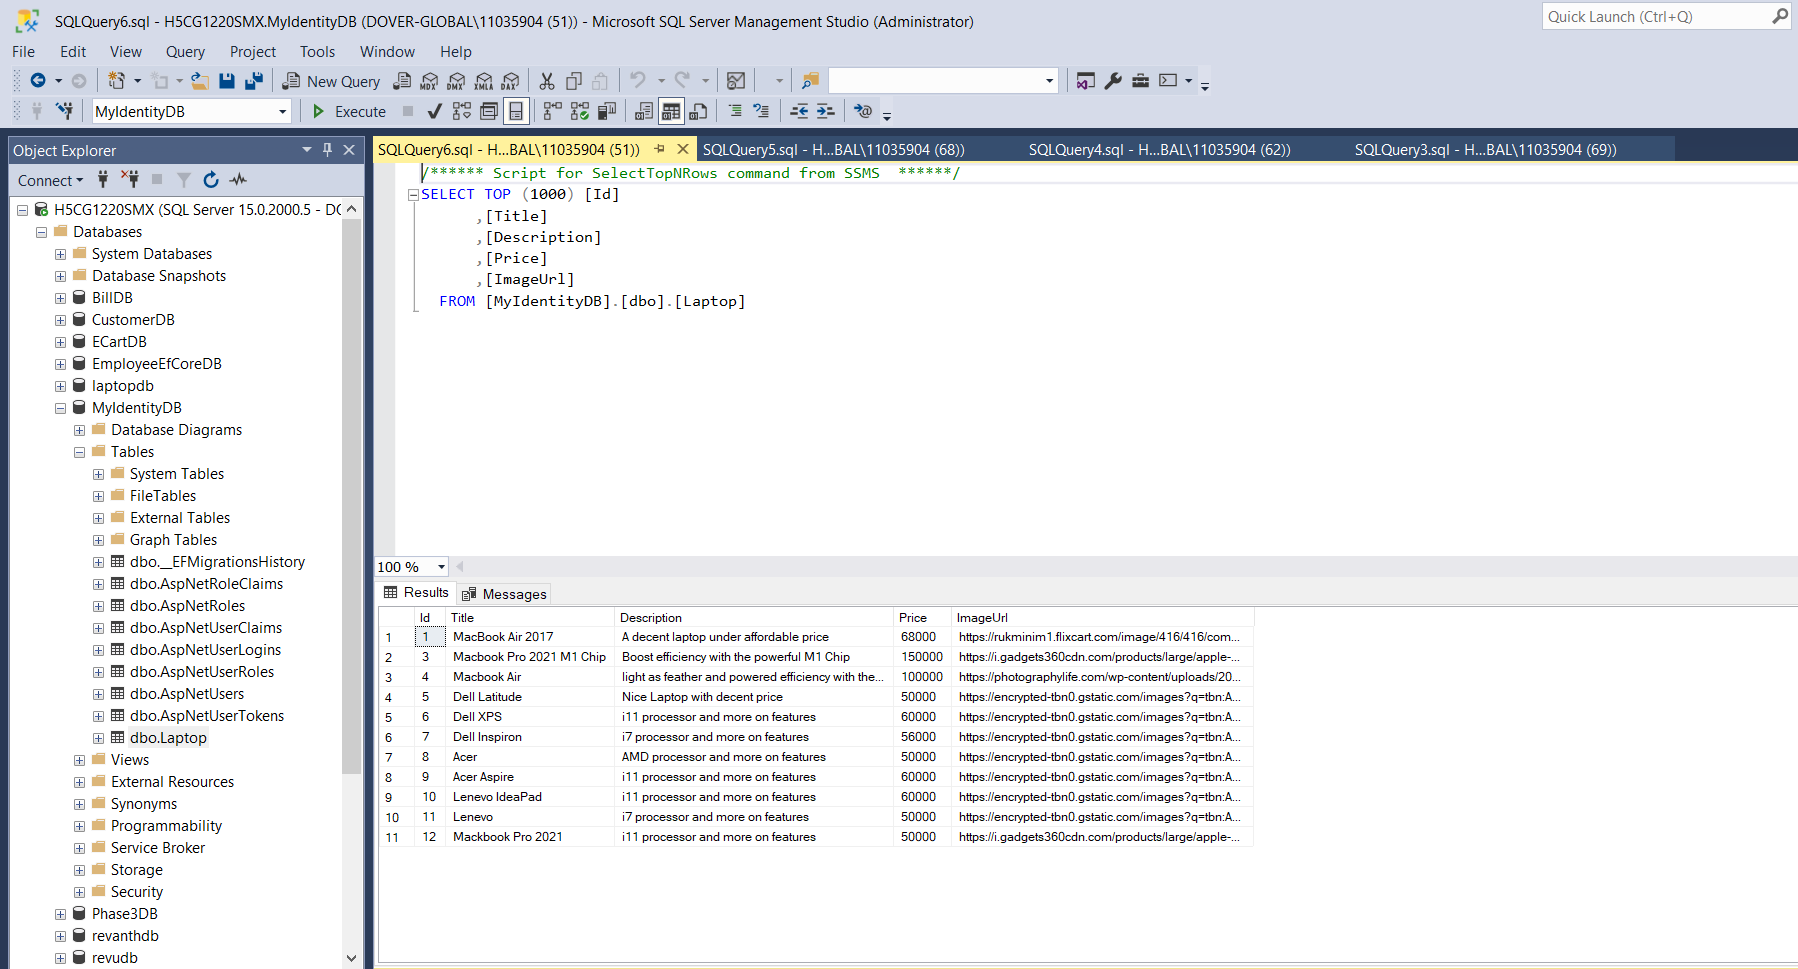 SQLQuery6.sql - H5CG1220SMX.MyIdentityDB (DOVER-GLOBAL\11035904 (51)) - Microsoft SQL Server Management Studio (Administrator)
Quick Launch (Ctrl+Q)
File Edit View Query Project Tools Window Help
New Query MDX DMX XMLA DAX
MyIdentityDB Execute
Object Explorer
SQLQuery6.sql - H...BAL\11035904 (51)) SQLQuery5.sql - H...BAL\11035904 (68)) SQLQuery4.sql - H...BAL\11035904 (62)) SQLQuery3.sql - H...BAL\11035904 (69))
Connect
H5CG1220SMX (SQL Server 15.0.2000.5 - DO
Databases
System Databases
Database Snapshots
BillDB
CustomerDB
ECartDB
EmployeeEfCoreDB
laptopdb
MyIdentityDB
Database Diagrams
Tables
System Tables
FileTables
External Tables
Graph Tables
dbo.__EFMigrationsHistory
dbo.AspNetRoleClaims
dbo.AspNetRoles
dbo.AspNetUserClaims
dbo.AspNetUserLogins
dbo.AspNetUserRoles
dbo.AspNetUsers
dbo.AspNetUserTokens
dbo.Laptop
Views
External Resources
Synonyms
Programmability
Service Broker
Storage
Security
Phase3DB
revanthdb
revudb
/****** Script for SelectTopNRows command from SSMS  ******/
SELECT TOP (1000) [Id]
,[Title]
,[Description]
,[Price]
,[ImageUrl]
FROM [MyIdentityDB].[dbo].[Laptop]
100 %
Results Messages
Id Title Description Price ImageUrl
1 1 MacBook Air 2017 A decent laptop under affordable price 68000 https://rukminim1.flixcart.com/image/416/416/com...
2 3 Macbook Pro 2021 M1 Chip Boost efficiency with the powerful M1 Chip 150000 https://i.gadgets360cdn.com/products/large/apple-...
3 4 Macbook Air light as feather and powered efficiency with the... 100000 https://photographylife.com/wp-content/uploads/20...
4 5 Dell Latitude Nice Laptop with decent price 50000 https://encrypted-tbn0.gstatic.com/images?q=tbn:A...
5 6 Dell XPS i11 processor and more on features 60000 https://encrypted-tbn0.gstatic.com/images?q=tbn:A...
6 7 Dell Inspiron i7 processor and more on features 56000 https://encrypted-tbn0.gstatic.com/images?q=tbn:A...
7 8 Acer AMD processor and more on features 50000 https://encrypted-tbn0.gstatic.com/images?q=tbn:A...
8 9 Acer Aspire i11 processor and more on features 60000 https://encrypted-tbn0.gstatic.com/images?q=tbn:A...
9 10 Lenevo IdeaPad i11 processor and more on features 60000 https://encrypted-tbn0.gstatic.com/images?q=tbn:A...
10 11 Lenevo i7 processor and more on features 50000 https://encrypted-tbn0.gstatic.com/images?q=tbn:A...
11 12 Mackbook Pro 2021 i11 processor and more on features 50000 https://i.gadgets360cdn.com/products/large/apple-...